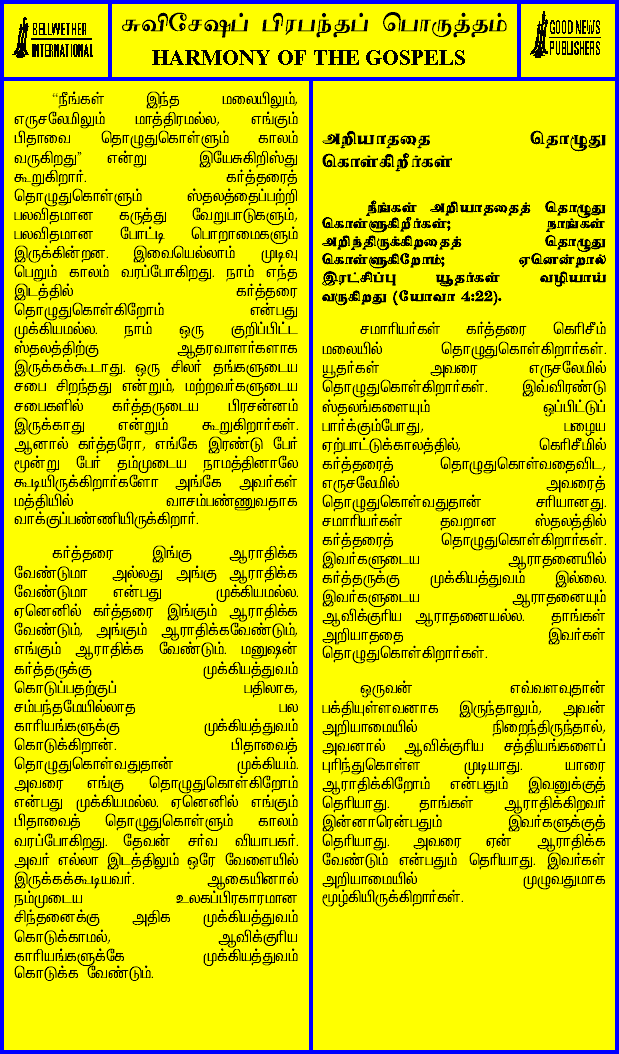 BELLWETHER
INTERNATIONAL
சுவிசேஷப் பிரபந்தப் பொருத்தம்
HARMONY OF THE GOSPELS
GOOD NEWS
PUBLISHERS
“நீங்கள் இந்த மலையிலும்,
எருசலேமிலும் மாத்திரமல்ல, எங்கும்
பிதாவை தொழுதுகொள்ளும் காலம்
வருகிறது” என்று இயேசுகிறிஸ்து
கூறுகிறார். கர்த்தரைத்
தொழுதுகொள்ளும் ஸ்தலத்தைப்பற்றி
பலவிதமான கருத்து வேறுபாடுகளும்,
பலவிதமான போட்டி பொறாமைகளும்
இருக்கின்றன. இவையெல்லாம் முடிவு
பெறும் காலம் வரப்போகிறது. நாம் எந்த
இடத்தில் கர்த்தரை
தொழுதுகொள்கிறோம் என்பது
முக்கியமல்ல. நாம் ஒரு குறிப்பிட்ட
ஸ்தலத்திற்கு ஆதரவாளர்களாக
இருக்கக்கூடாது. ஒரு சிலர் தங்களுடைய
சபை சிறந்தது என்றும், மற்றவர்களுடைய
சபைகளில் கர்த்தருடைய பிரசன்னம்
இருக்காது என்றும் கூறுகிறார்கள்.
ஆனால் கர்த்தரோ, எங்கே இரண்டு பேர்
மூன்று பேர் தம்முடைய நாமத்தினாலே
கூடியிருக்கிறார்களோ அங்கே அவர்கள்
மத்தியில் வாசம்பண்ணுவதாக
வாக்குப்பண்ணியிருக்கிறார்.
கர்த்தரை இங்கு ஆராதிக்க
வேண்டுமா அல்லது அங்கு ஆராதிக்க
வேண்டுமா என்பது முக்கியமல்ல.
ஏனெனில் கர்த்தரை இங்கும் ஆராதிக்க
வேண்டும், அங்கும் ஆராதிக்கவேண்டும்,
எங்கும் ஆராதிக்க வேண்டும். மனுஷன்
கர்த்தருக்கு முக்கியத்துவம்
கொடுப்பதற்குப் பதிலாக,
சம்பந்தமேயில்லாத பல
காரியங்களுக்கு முக்கியத்துவம்
கொடுக்கிறான். பிதாவைத்
தொழுதுகொள்வதுதான் முக்கியம்.
அவரை எங்கு தொழுதுகொள்கிறோம்
என்பது முக்கியமல்ல. ஏனெனில் எங்கும்
பிதாவைத் தொழுதுகொள்ளும் காலம்
வரப்போகிறது. தேவன் சர்வ வியாபகர்.
அவர் எல்லா இடத்திலும் ஒரே வேளையில்
இருக்கக்கூடியவர். ஆகையினால்
நம்முடைய உலகப்பிரகாரமான
சிந்தனைக்கு அதிக முக்கியத்துவம்
கொடுக்காமல், ஆவிக்குரிய
காரியங்களுக்கே முக்கியத்துவம்
கொடுக்க வேண்டும்.
அறியாததை தொழுது
கொள்கிறீர்கள்
நீங்கள் அறியாததைத் தொழுது
கொள்ளுகிறீர்கள்; நாங்கள்
அறிந்திருக்கிறதைத் தொழுது
கொள்ளுகிறோம்; ஏனென்றால்
இரட்சிப்பு யூதர்கள் வழியாய்
வருகிறது (யோவா 4:22).
சமாரியர்கள் கர்த்தரை கெரிசீம்
மலையில் தொழுதுகொள்கிறார்கள்.
யூதர்கள் அவரை எருசலேமில்
தொழுதுகொள்கிறார்கள். இவ்விரண்டு
ஸ்தலங்களையும் ஒப்பிட்டுப்
பார்க்கும்போது, பழைய
ஏற்பாட்டுக்காலத்தில், கெரிசீமில்
கர்த்தரைத் தொழுதுகொள்வதைவிட,
எருசலேமில் அவரைத்
தொழுதுகொள்வதுதான் சரியானது.
சமாரியர்கள் தவறான ஸ்தலத்தில்
கர்த்தரைத் தொழுதுகொள்கிறார்கள்.
இவர்களுடைய ஆராதனையில்
கர்த்தருக்கு முக்கியத்துவம் இல்லை.
இவர்களுடைய ஆராதனையும்
ஆவிக்குரிய ஆராதனையல்ல. தாங்கள்
அறியாததை இவர்கள்
தொழுதுகொள்கிறார்கள்.
ஒருவன் எவ்வளவுதான்
பக்தியுள்ளவனாக இருந்தாலும், அவன்
அறியாமையில் நிறைந்திருந்தால்,
அவனால் ஆவிக்குரிய சத்தியங்களைப்
புரிந்துகொள்ள முடியாது. யாரை
ஆராதிக்கிறோம் என்பதும் இவனுக்குத்
தெரியாது. தாங்கள் ஆராதிக்கிறவர்
இன்னாரென்பதும் இவர்களுக்குத்
தெரியாது. அவரை ஏன் ஆராதிக்க
வேண்டும் என்பதும் தெரியாது. இவர்கள்
அறியாமையில் முழுவதுமாக
மூழ்கியிருக்கிறார்கள்.